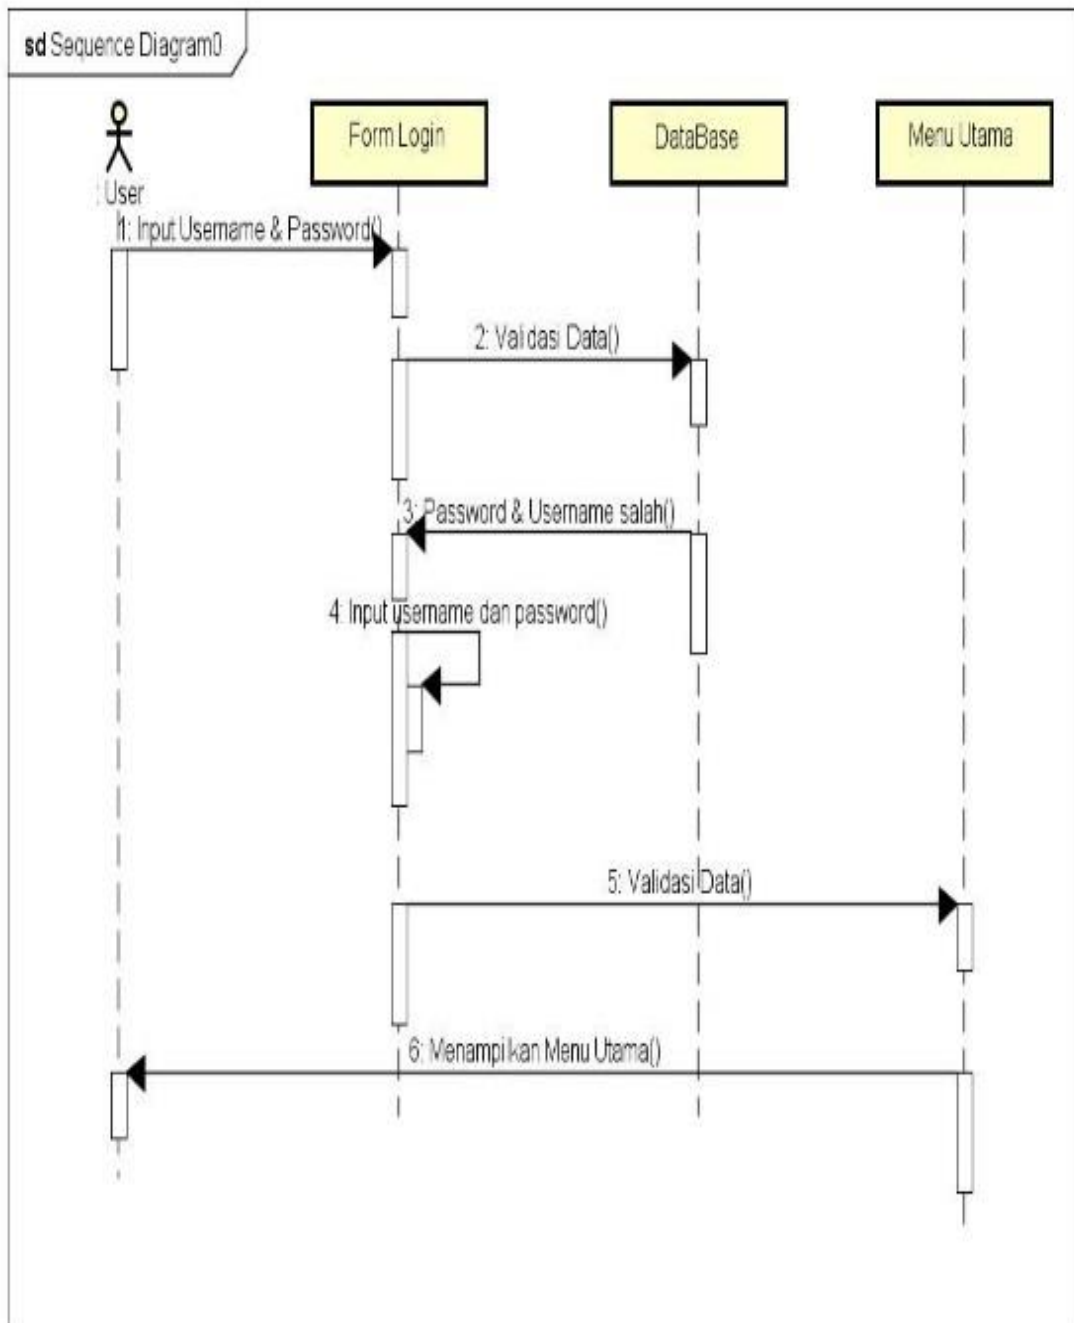 sd Sequence Diagram0
Form Login
DataBase
Menu Utama
: User
1: Input Username & Password()
2: Validasi Data()
3: Password & Username salah()
4: Input username dan password()
5: Validasi Data()
6: Menampilkan Menu Utama()